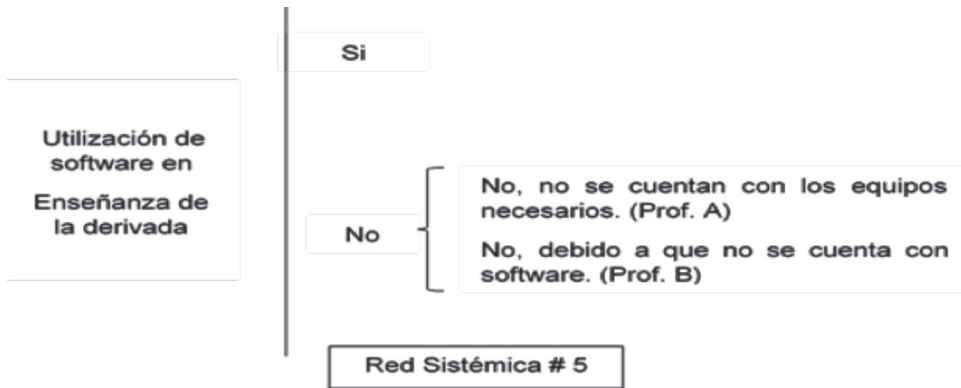 Si
Utilización de
software en
Enseñanza de
la derivada
No
No, no se cuentan con los equipos
necesarios. (Prof. A)
No, debido a que no se cuenta con
software. (Prof. B)
Red Sistémica # 5